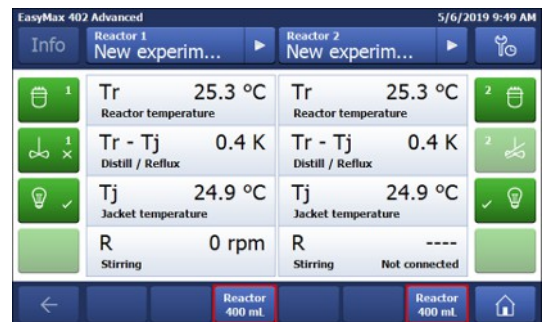 EasyMax 402 Advanced 5/6/2019 9:49 AM
Info
Reactor 1
New experim...
Reactor 2
New experim...
1
Tr 25.3 °C
Reactor temperature
Tr 25.3 °C
Reactor temperature
2
1
Tr - Tj 0.4 K
Distill / Reflux
Tr - Tj 0.4 K
Distill / Reflux
2
Tj 24.9 °C
Jacket temperature
Tj 24.9 °C
Jacket temperature
R 0 rpm
Stirring
R ----
Stirring Not connected
Reactor
400 mL
Reactor
400 mL